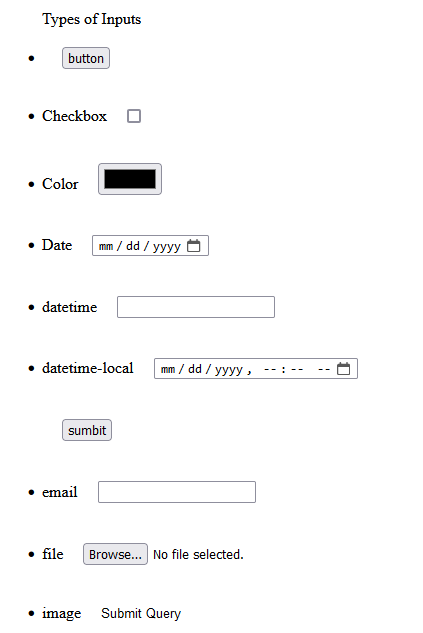 Types of Inputs
button
Checkbox
Color
Date mm / dd / yyyy
datetime
datetime-local mm / dd / yyyy , -- : -- --
sumbit
email
file Browse... No file selected.
image Submit Query